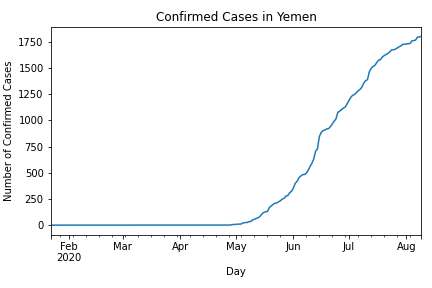 Confirmed Cases in Yemen
Number of Confirmed Cases
1750
1500
1250
1000
750
500
250
0
Feb Mar Apr May Jun Jul Aug
2020
Day